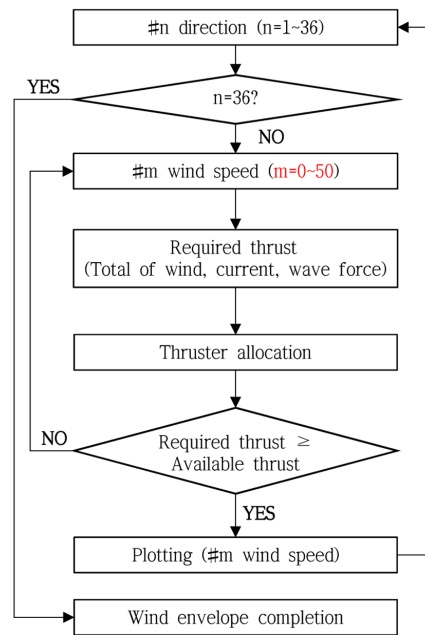 #n direction (n=1~36)
YES
n=36?
NO
#m wind speed (m=0~50)
Required thrust
(Total of wind, current, wave force)
Thruster allocation
NO
Required thrust ≥
Available thrust
YES
Plotting (#m wind speed)
Wind envelope completion